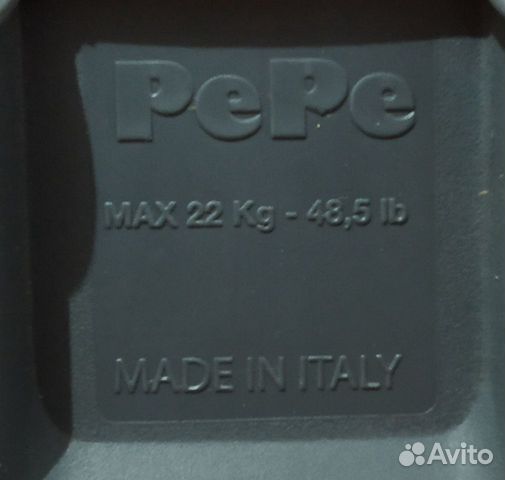 PePe
MAX 22 Kg - 48,5 lb
MADE IN ITALY
Avito